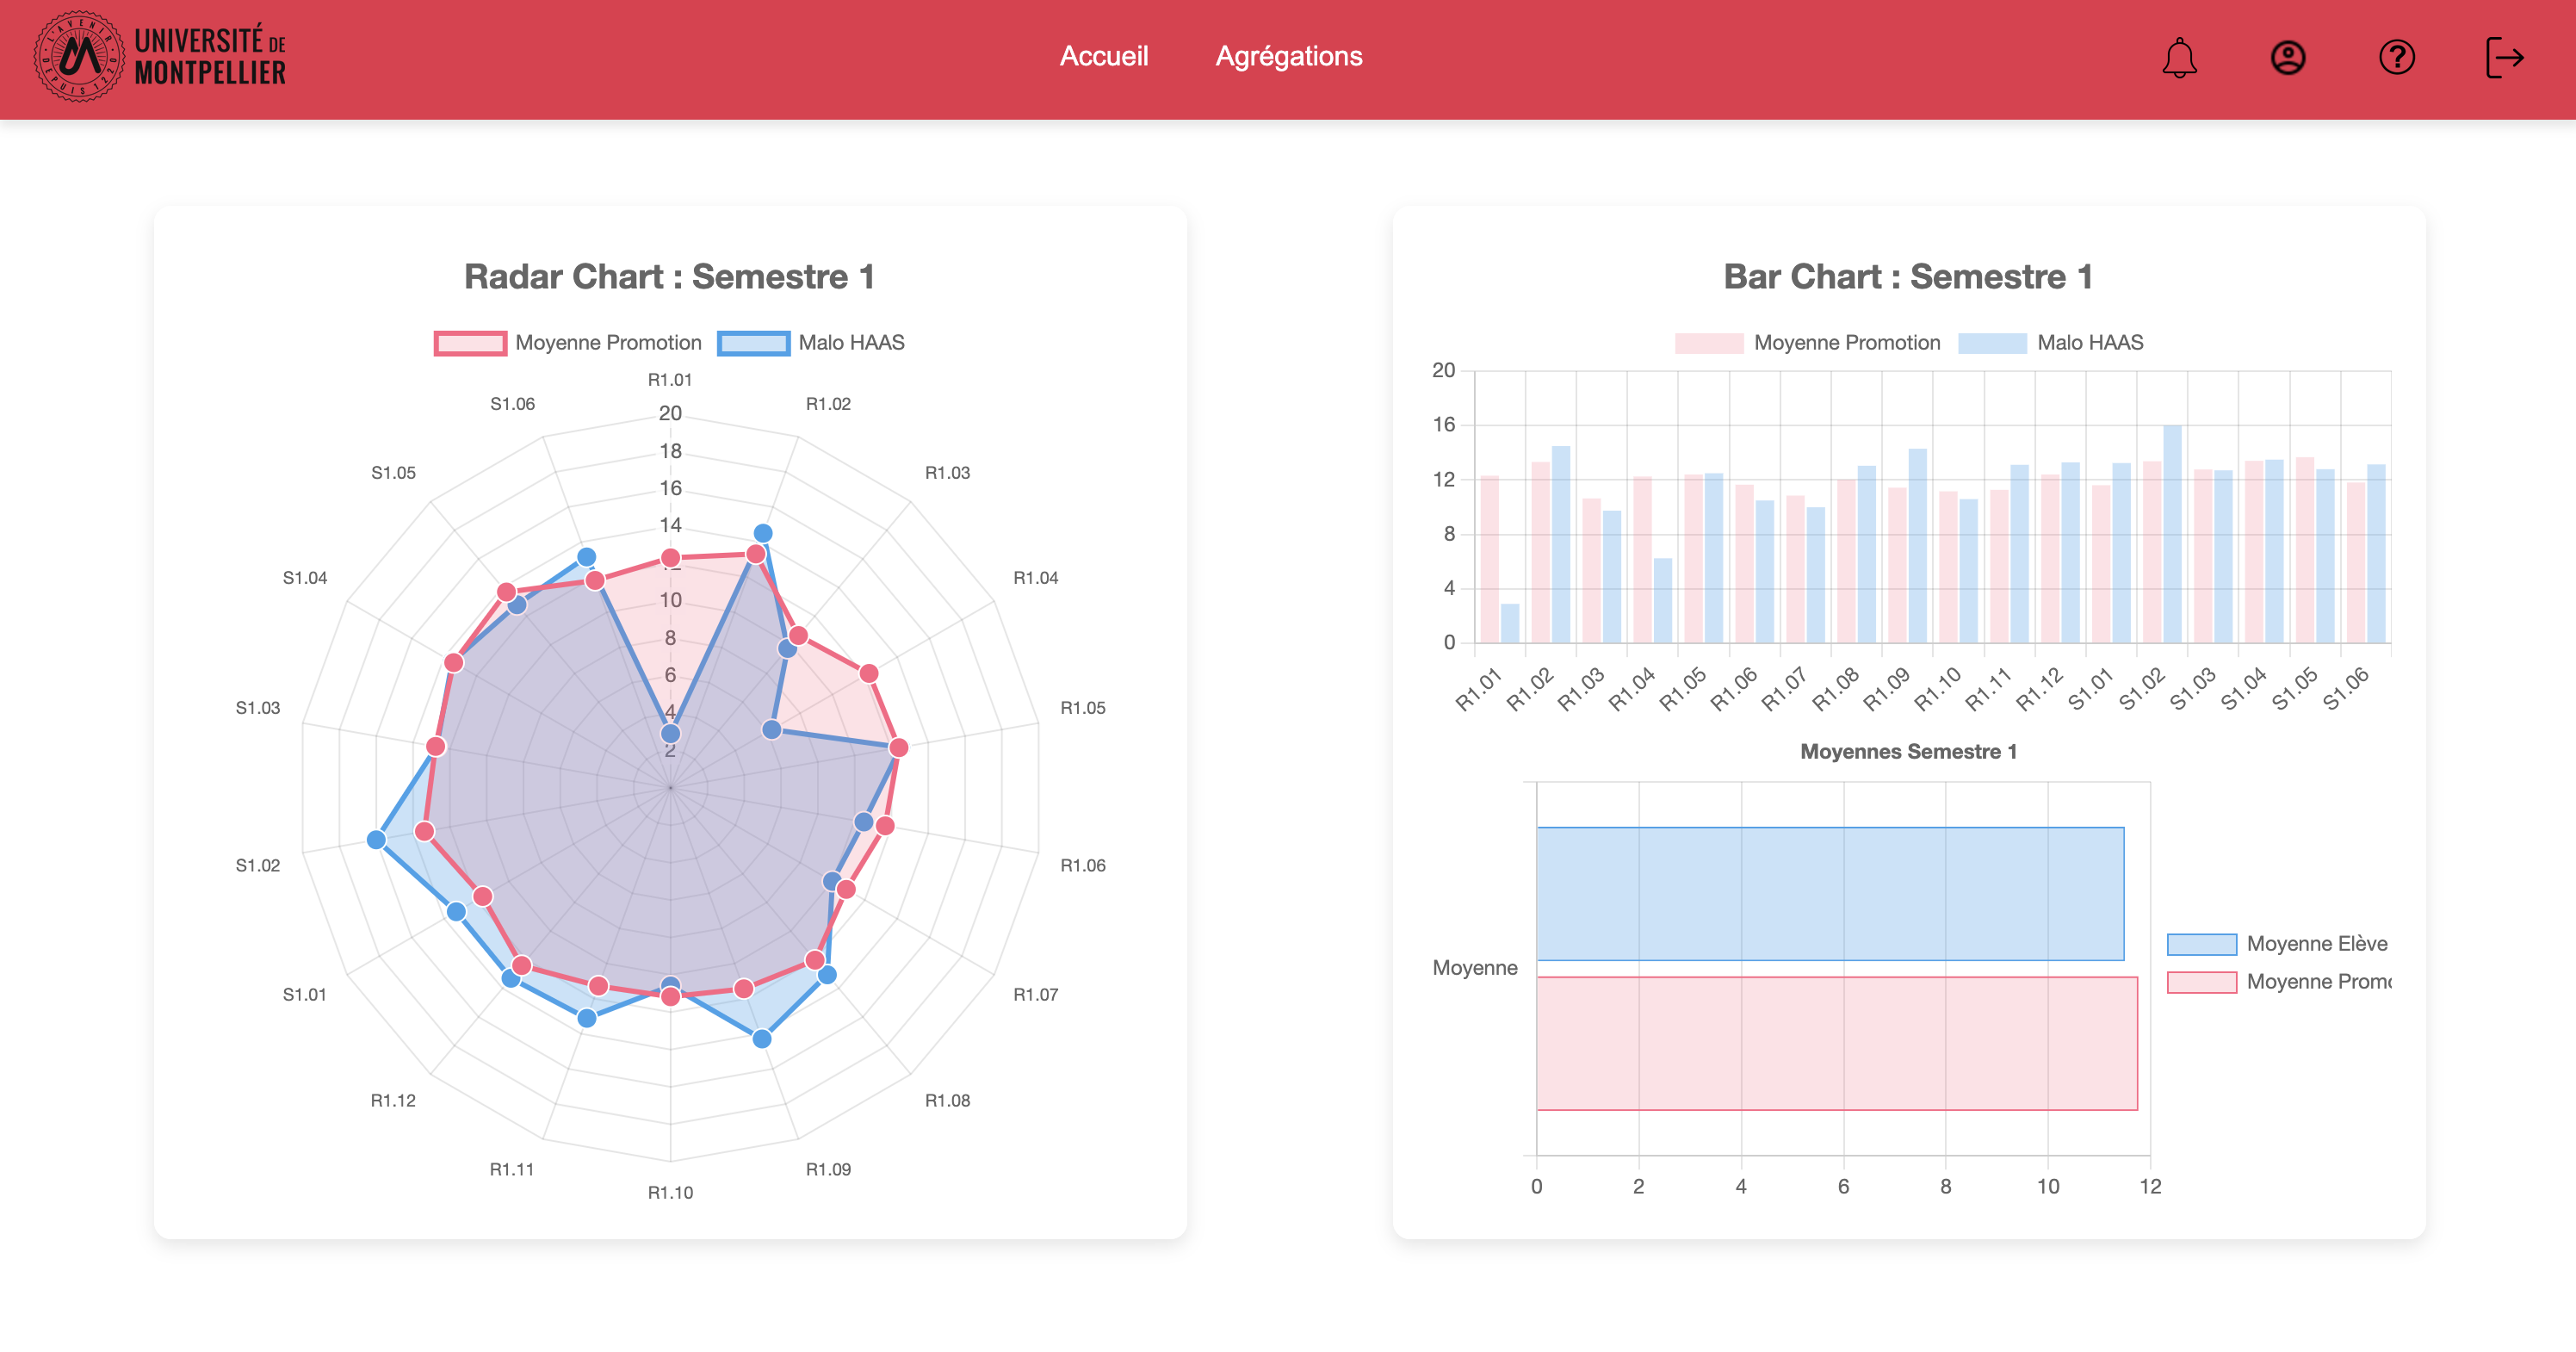 L'AVENIR DEPUIS 1220
UNIVERSITÉ DE
MONTPELLIER
Accueil
Agrégations
Radar Chart : Semestre 1
Moyenne Promotion
Malo HAAS
R1.01
R1.02
R1.03
R1.04
R1.05
R1.06
R1.07
R1.08
R1.09
R1.10
R1.11
R1.12
S1.01
S1.02
S1.03
S1.04
S1.05
S1.06
20
18
16
14
10
8
6
4
2
Bar Chart : Semestre 1
Moyenne Promotion
Malo HAAS
20
16
12
8
4
0
R1.01
R1.02
R1.03
R1.04
R1.05
R1.06
R1.07
R1.08
R1.09
R1.10
R1.11
R1.12
S1.01
S1.02
S1.03
S1.04
S1.05
S1.06
Moyennes Semestre 1
Moyenne
Moyenne Elève
Moyenne Promo
0
2
4
6
8
10
12